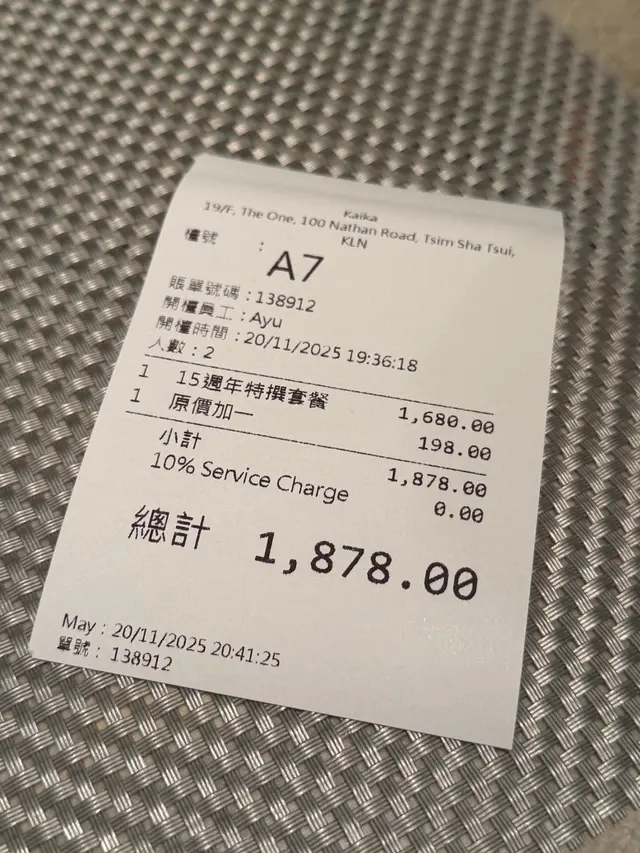 Kaika
19/F, The One, 100 Nathan Road, Tsim Sha Tsui,
KLN
檯號 : A7
賬單號碼 : 138912
開檯員工 : Ayu
開檯時間 : 20/11/2025 19:36:18
人數 : 2
1 15週年特撰套餐 1,680.00
1 原價加一 198.00
小計 1,878.00
10% Service Charge 0.00
總計 1,878.00
May : 20/11/2025 20:41:25
單號 : 138912